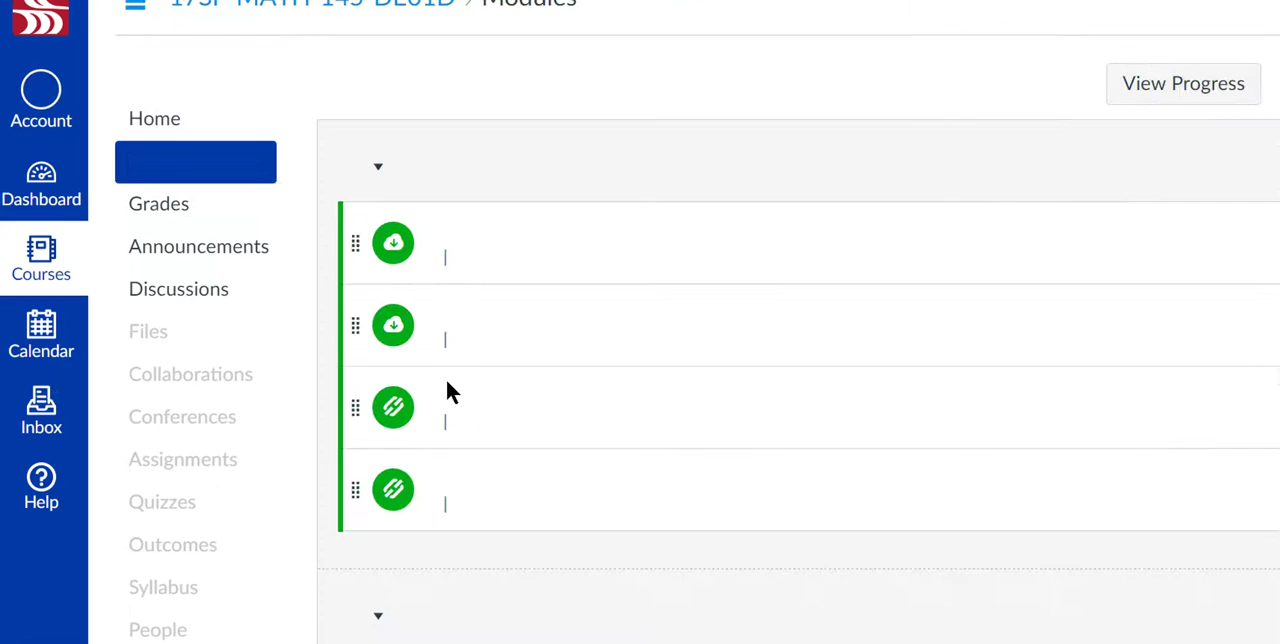 17SP-MATH-145-DE01D > Modules
View Progress
Account
Dashboard
Courses
Calendar
Inbox
Help
Home
Grades
Announcements
Discussions
Files
Collaborations
Conferences
Assignments
Quizzes
Outcomes
Syllabus
People
|
|
|
|